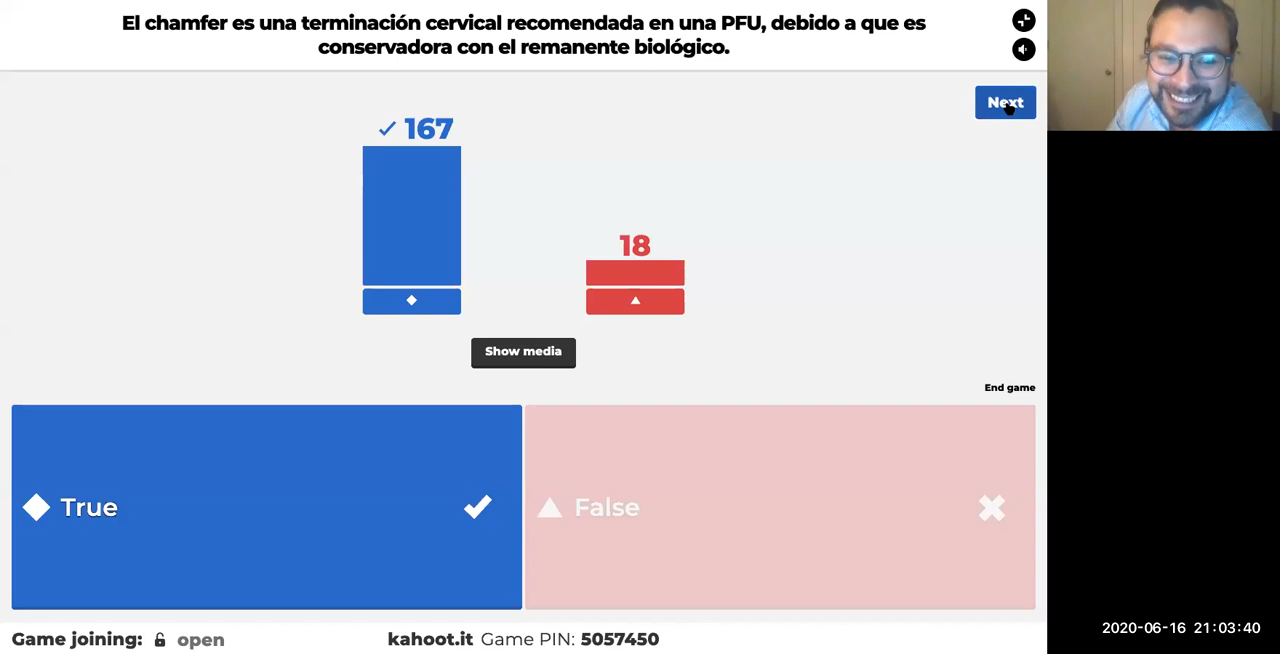 El chamfer es una terminación cervical recomendada en una PFU, debido a que es
conservadora con el remanente biológico.
Next
167
18
Show media
End game
True
False
Game joining: open
kahoot.it Game PIN: 5057450
2020-06-16 21:03:40